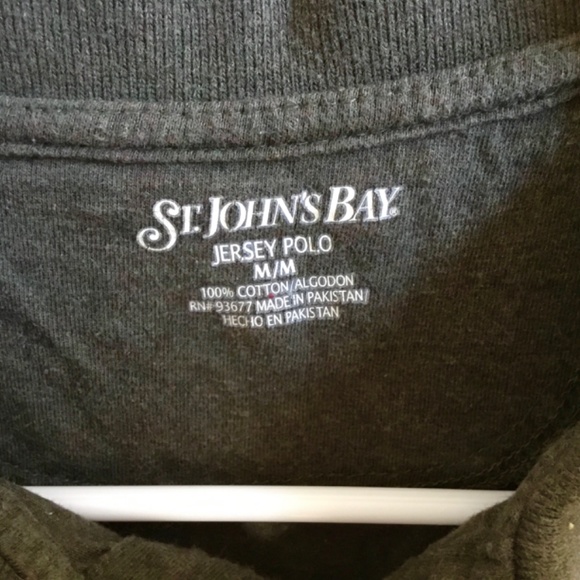 ST. JOHN'S BAY®
JERSEY POLO
M/M
100% COTTON/ALGODON
RN# 93677 MADE IN PAKISTAN/
HECHO EN PAKISTAN